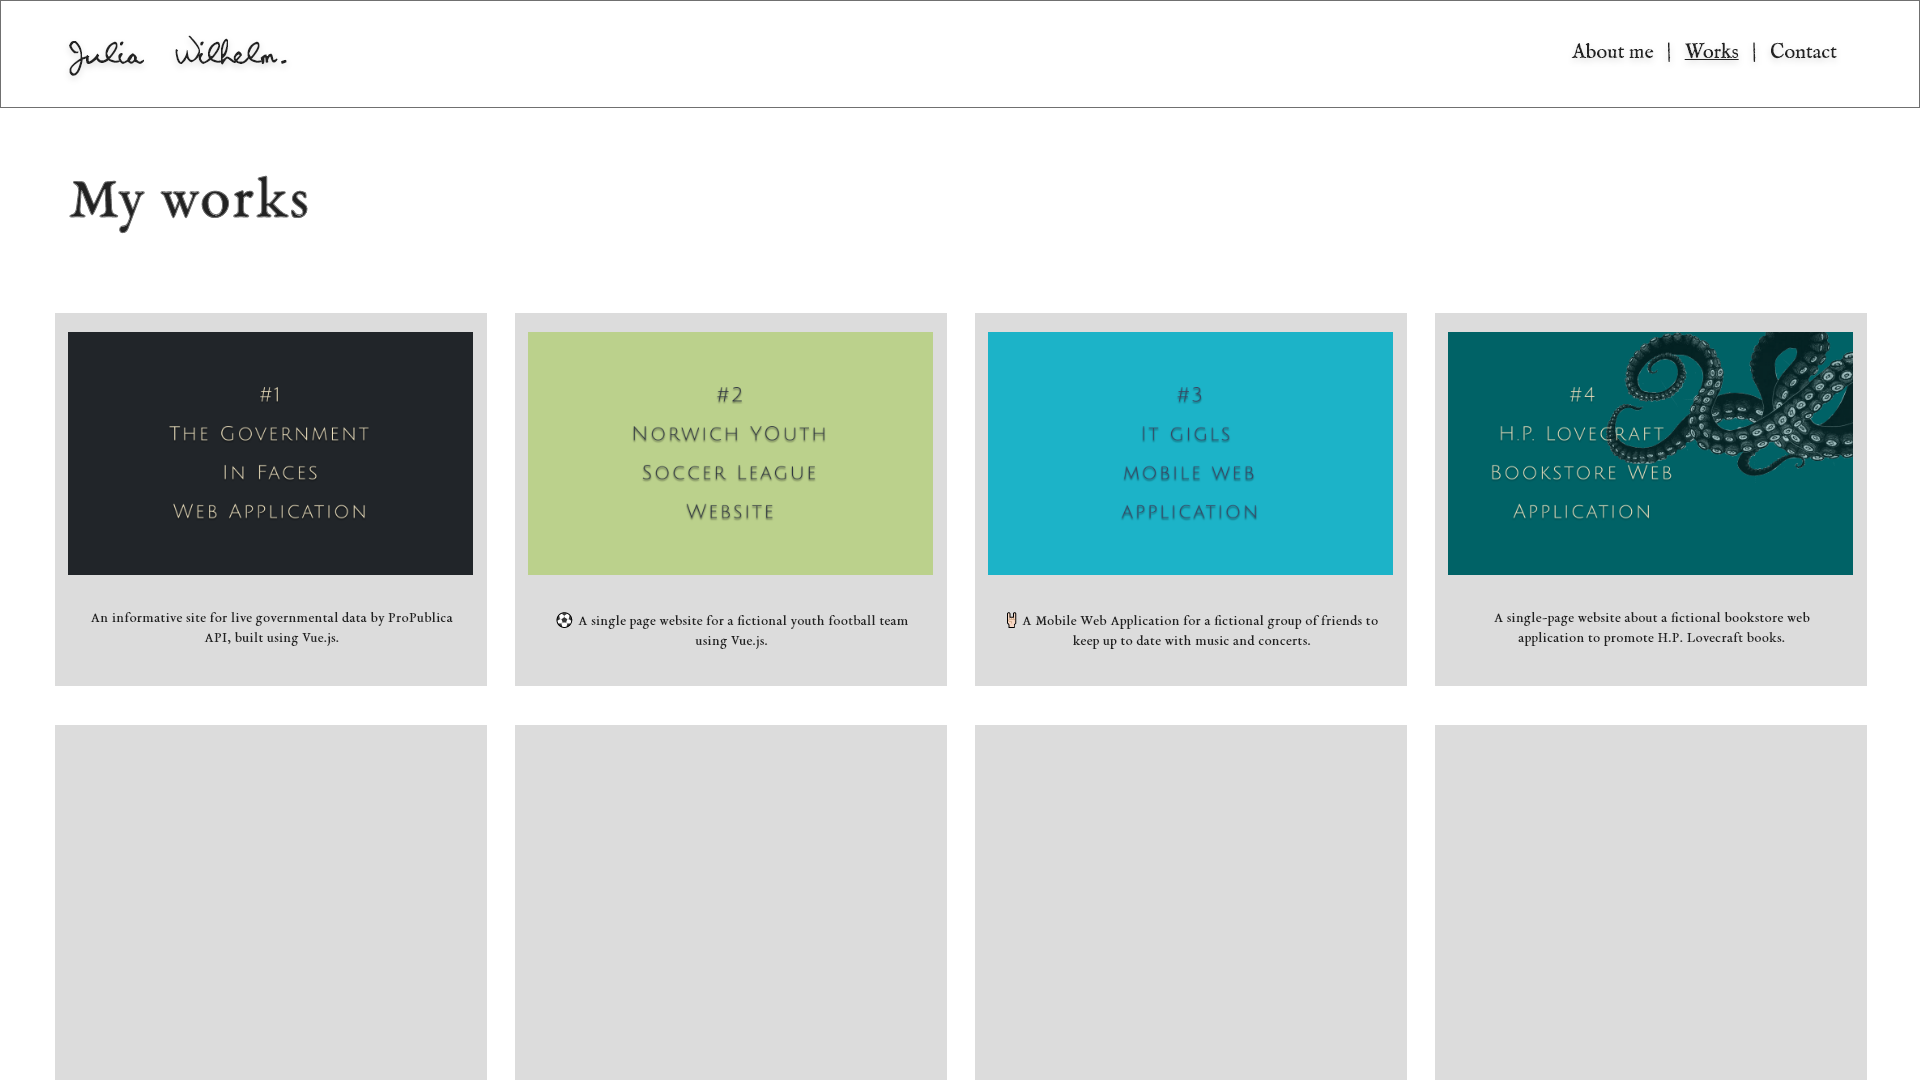 Julia Wilhelm.
About me | Works | Contact
My works
#1
The Government
In Faces
Web Application
An informative site for live governmental data by ProPublica
API, built using Vue.js.
#2
Norwich YOuth
Soccer League
Website
⚽ A single page website for a fictional youth football team
using Vue.js.
#3
It gigls
mobile web
application
🤘 A Mobile Web Application for a fictional group of friends to
keep up to date with music and concerts.
#4
H.P. Lovecraft
Bookstore Web
Application
A single-page website about a fictional bookstore web
application to promote H.P. Lovecraft books.